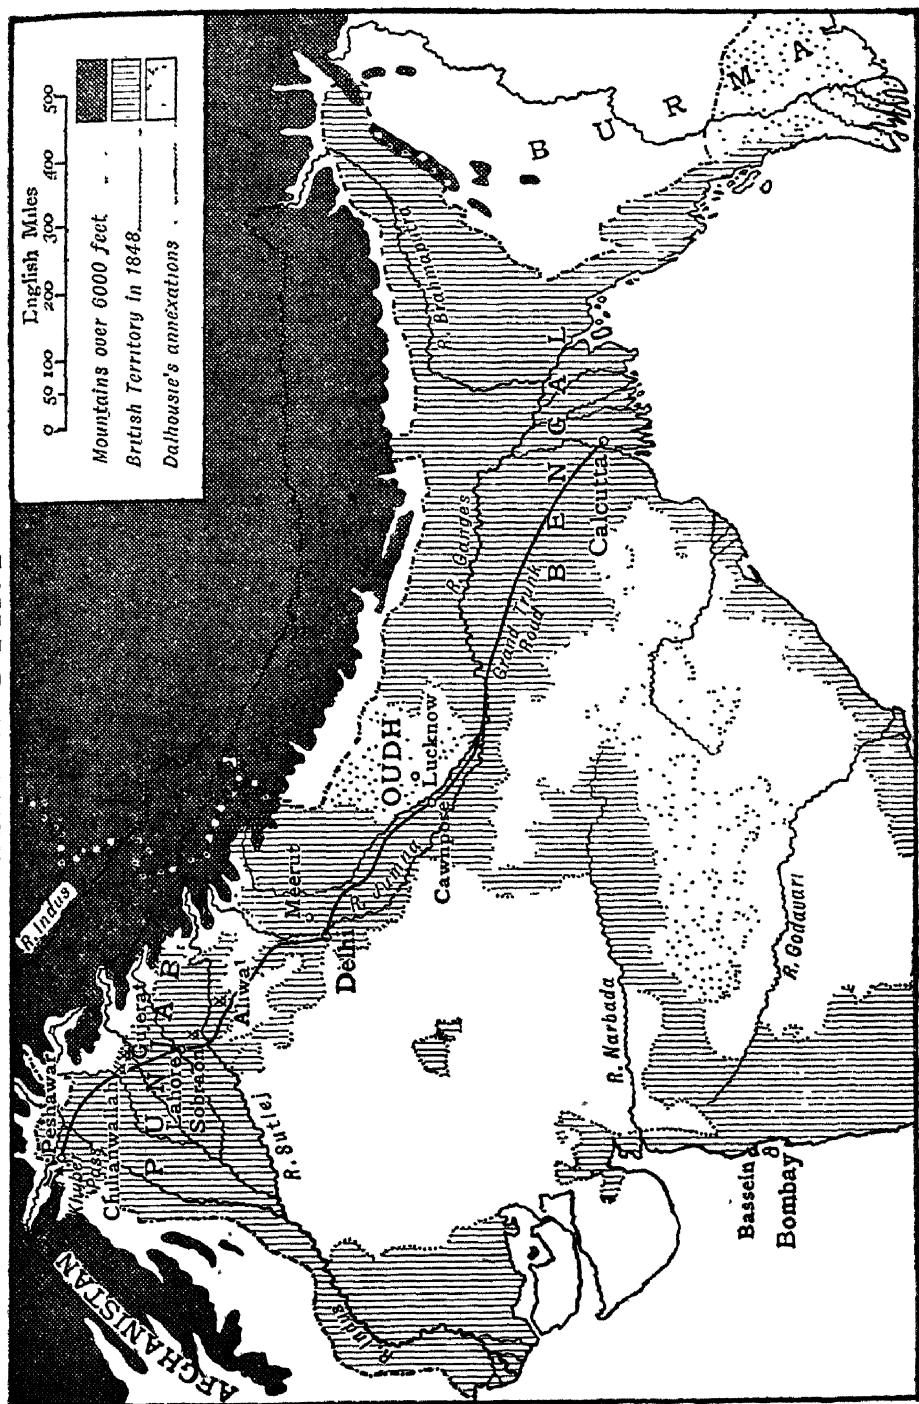 English Miles
0 50 100 200 300 400 500
Mountains over 6000 feet
British Territory in 1848
Dalhousie's annexations
AFGHANISTAN
R. Indus
Peshawar
Khyber
Pass
Chilianwallah
Gujerat
PUNJAB
Lahore
Sobraon
Aliwal
R. Sutlej
R. Indus
Meerut
Delhi
R. Jumna
OUDH
Lucknow
Cawnpore
R. Ganges
Grand Trunk
Road
BENGAL
Calcutta
R. Brahmaputra
BURMA
R. Narbada
R. Godavari
Bassein
Bombay